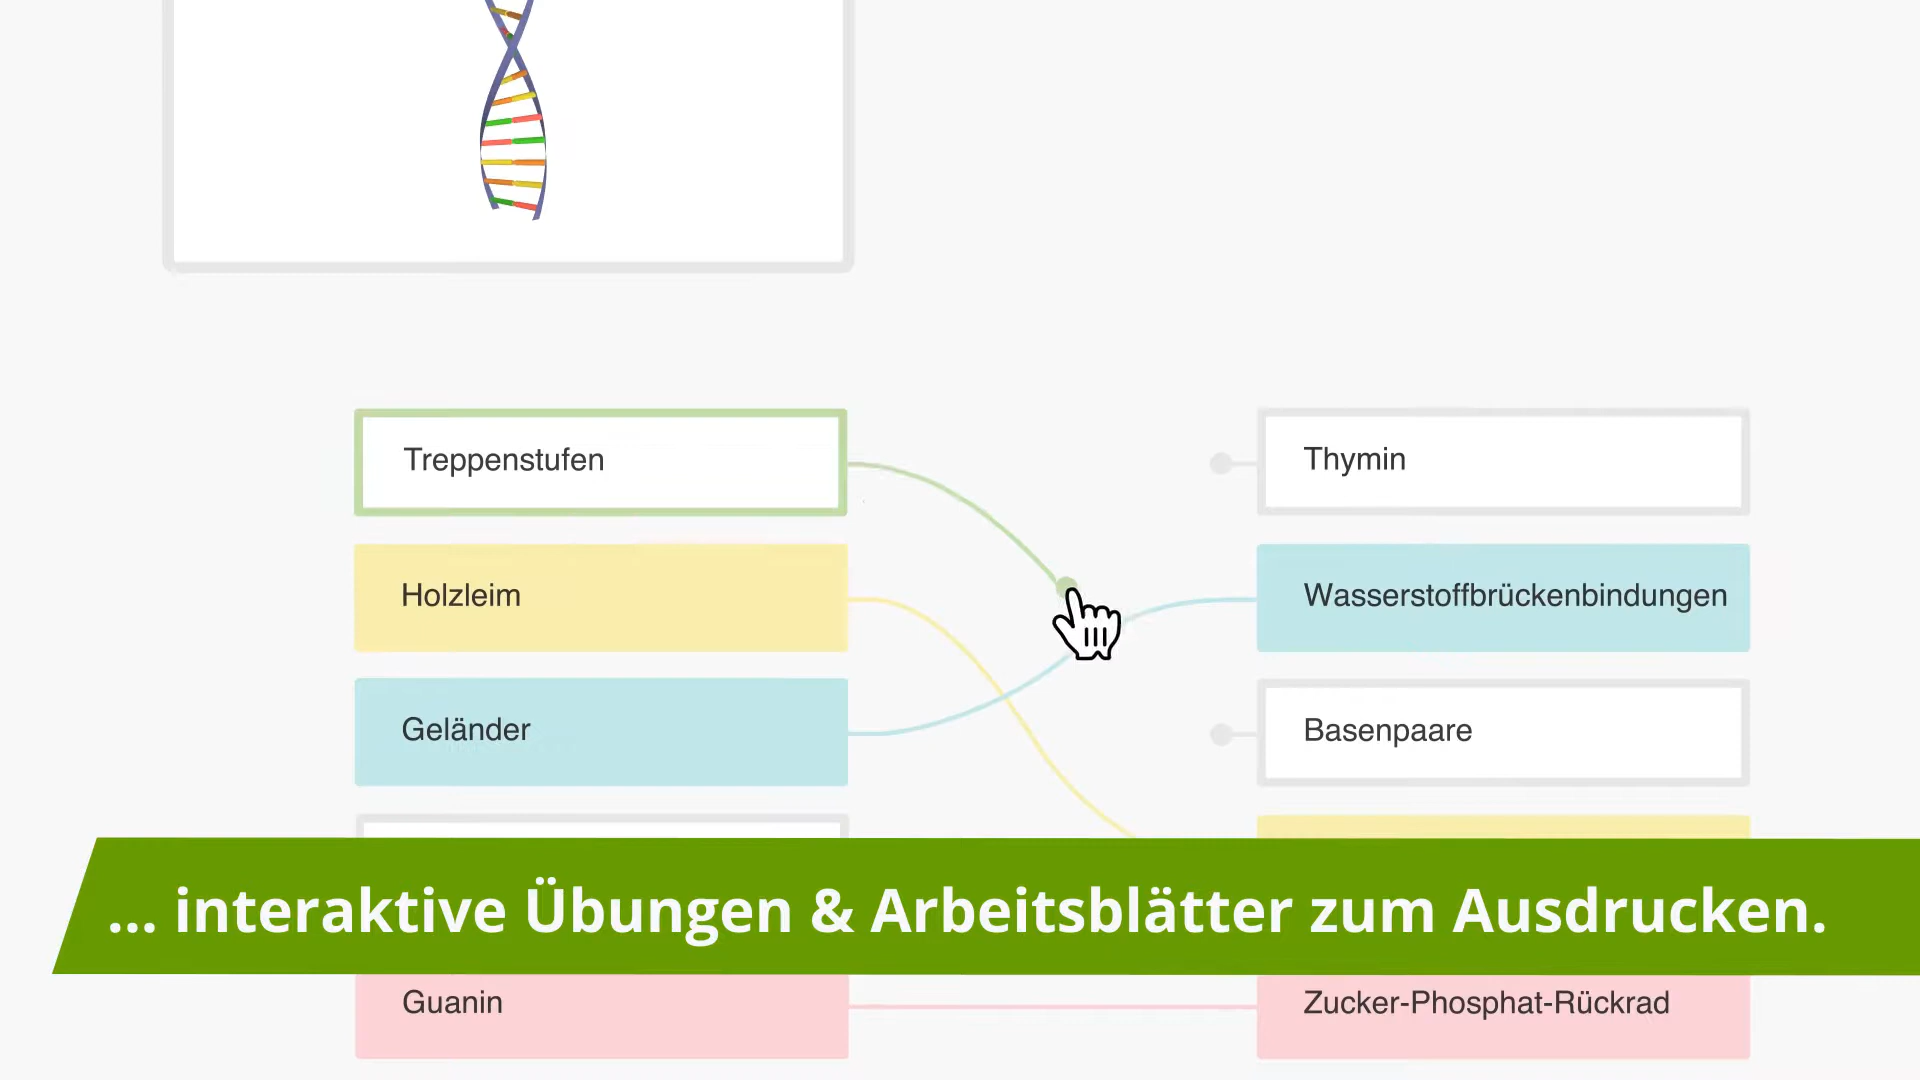 Treppenstufen
Thymin
Holzleim
Wasserstoffbrückenbindungen
Geländer
Basenpaare
... interaktive Übungen & Arbeitsblätter zum Ausdrucken.
Guanin
Zucker-Phosphat-Rückrad